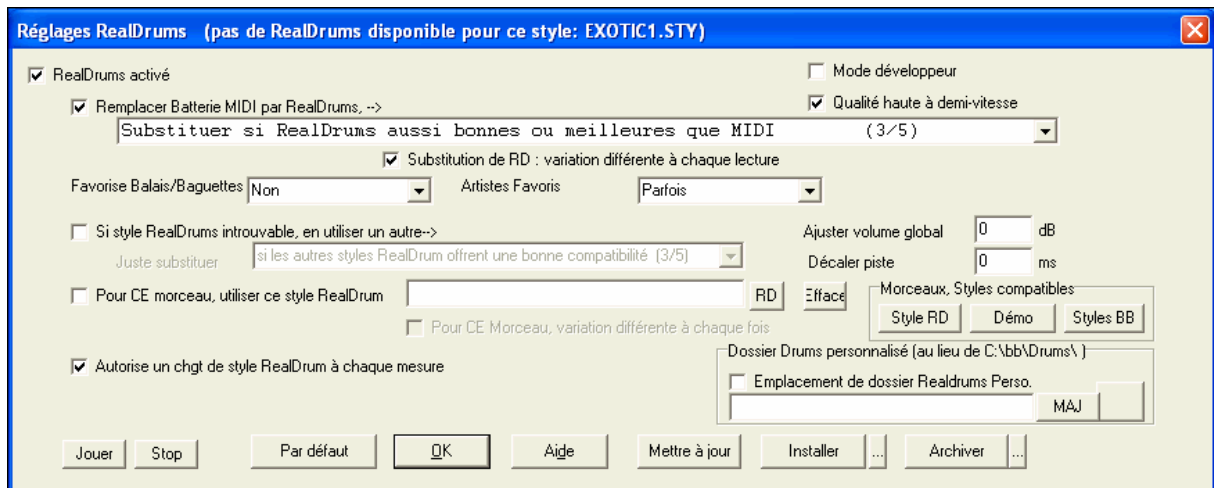 Réglages RealDrums (pas de RealDrums disponible pour ce style: EXOTIC1.STY)
RealDrums activé
Mode développeur
Remplacer Batterie MIDI par RealDrums, -->
Qualité haute à demi-vitesse
Substituer si RealDrums aussi bonnes ou meilleures que MIDI (3/5)
Substitution de RD : variation différente à chaque lecture
Favorise Balais/Baguettes Non Artistes Favoris Parfois
Si style RealDrums introuvable, en utiliser un autre-->
Ajuster volume global 0 dB
Juste substituer si les autres styles RealDrum offrent une bonne compatibilité (3/5)
Décaler piste 0 ms
Pour CE morceau, utiliser ce style RealDrum RD Efface
Morceaux, Styles compatibles
Style RD Démo Styles BB
Pour CE Morceau, variation différente à chaque fois
Autorise un chgt de style RealDrum à chaque mesure
Dossier Drums personnalisé (au lieu de C:\bb\Drums\ )
Emplacement de dossier Realdrums Perso.
MAJ
Jouer Stop Par défaut OK Aide Mettre à jour Installer ... Archiver ...